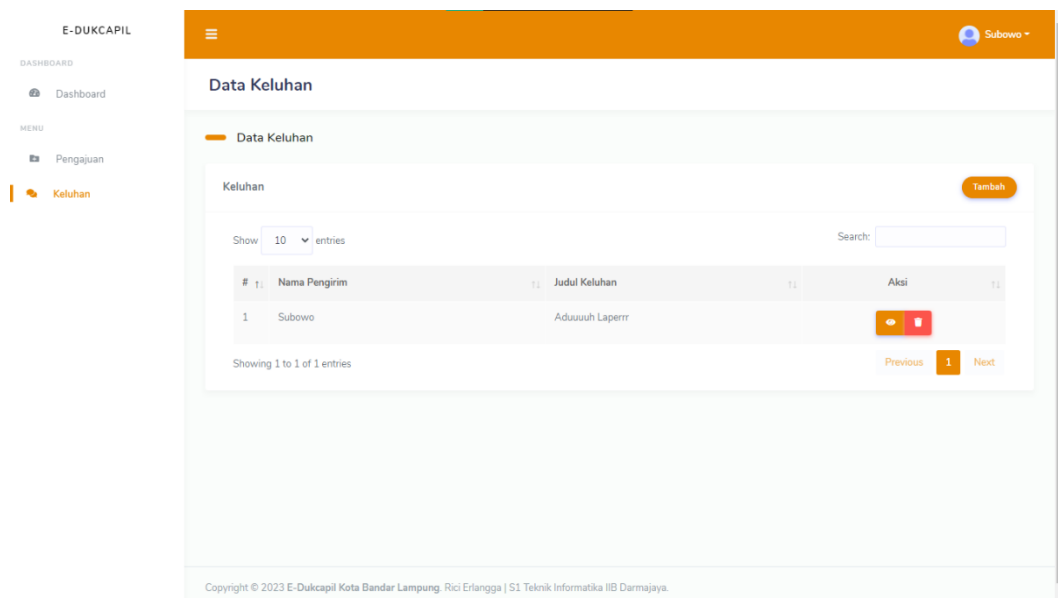 E-DUKCAPIL
Subowo
DASHBOARD
Dashboard
MENU
Pengajuan
Keluhan
Data Keluhan
Data Keluhan
Keluhan
Tambah
Show 10 entries
Search:
# Nama Pengirim Judul Keluhan Aksi
1 Subowo Aduuuuh Laperrr
Showing 1 to 1 of 1 entries
Previous 1 Next
Copyright © 2023 E-Dukcapil Kota Bandar Lampung. Rici Erlangga | S1 Teknik Informatika IIB Darmajaya.